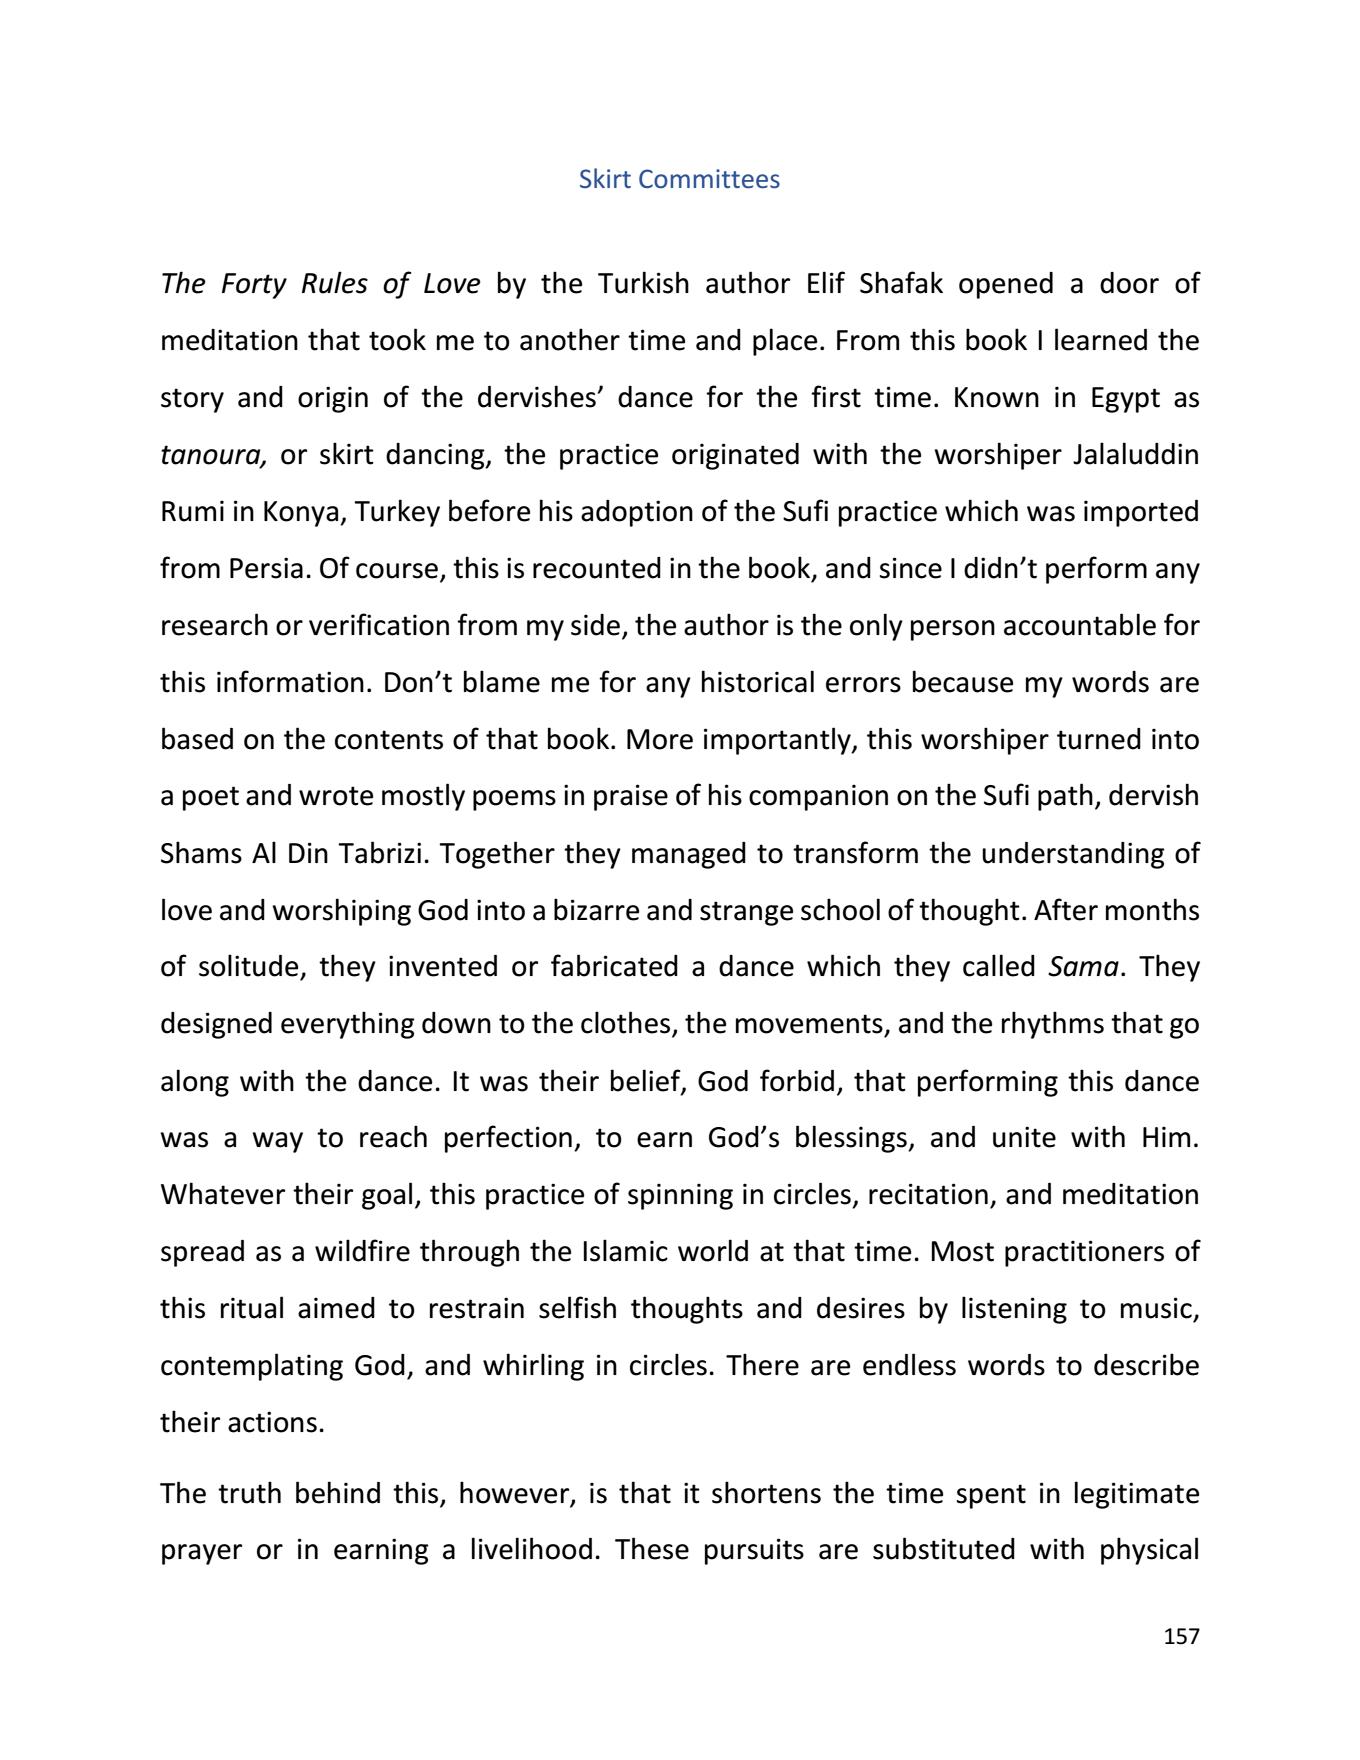 Skirt Committees
The Forty Rules of Love by the Turkish author Elif Shafak opened a door of
meditation that took me to another time and place. From this book I learned the
story and origin of the dervishes’ dance for the first time. Known in Egypt as
tanoura, or skirt dancing, the practice originated with the worshiper Jalaluddin
Rumi in Konya, Turkey before his adoption of the Sufi practice which was imported
from Persia. Of course, this is recounted in the book, and since I didn’t perform any
research or verification from my side, the author is the only person accountable for
this information. Don’t blame me for any historical errors because my words are
based on the contents of that book. More importantly, this worshiper turned into
a poet and wrote mostly poems in praise of his companion on the Sufi path, dervish
Shams Al Din Tabrizi. Together they managed to transform the understanding of
love and worshiping God into a bizarre and strange school of thought. After months
of solitude, they invented or fabricated a dance which they called Sama. They
designed everything down to the clothes, the movements, and the rhythms that go
along with the dance. It was their belief, God forbid, that performing this dance
was a way to reach perfection, to earn God’s blessings, and unite with Him.
Whatever their goal, this practice of spinning in circles, recitation, and meditation
spread as a wildfire through the Islamic world at that time. Most practitioners of
this ritual aimed to restrain selfish thoughts and desires by listening to music,
contemplating God, and whirling in circles. There are endless words to describe
their actions.
The truth behind this, however, is that it shortens the time spent in legitimate
prayer or in earning a livelihood. These pursuits are substituted with physical
157